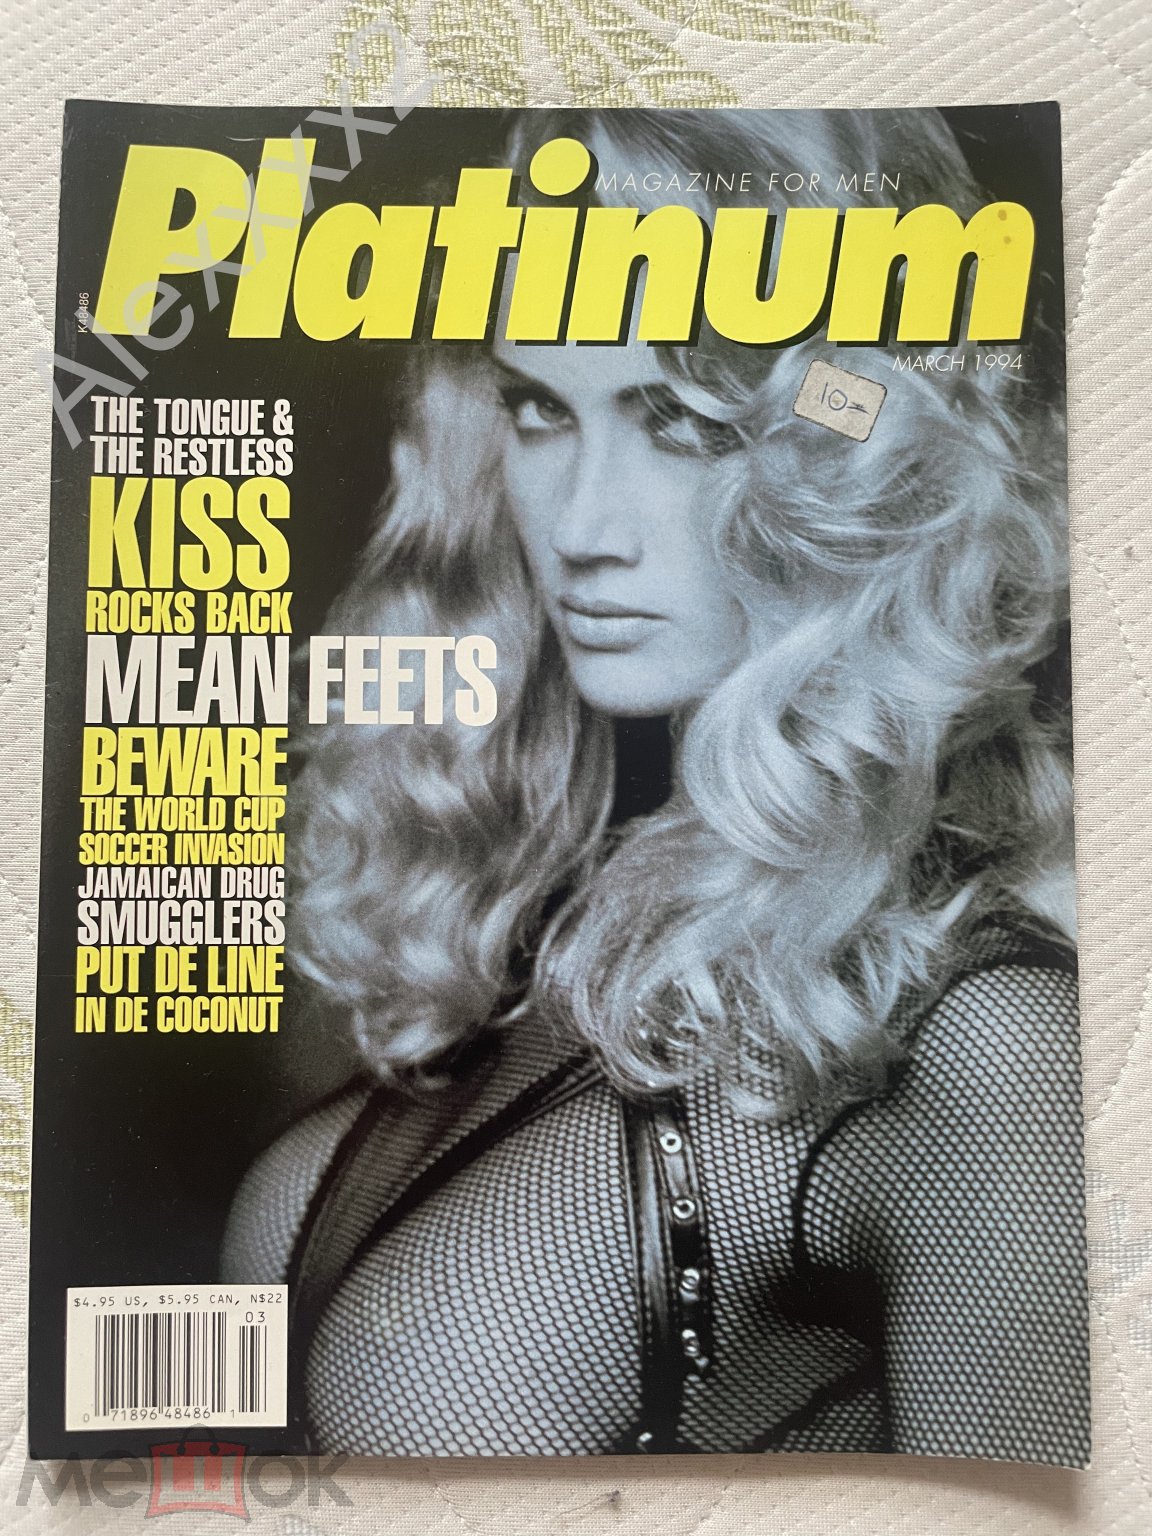 Platinum
MAGAZINE FOR MEN
MARCH 1994
K48486
10=
THE TONGUE &
THE RESTLESS
KISS
ROCKS BACK
MEAN FEETS
BEWARE
THE WORLD CUP
SOCCER INVASION
JAMAICAN DRUG
SMUGGLERS
PUT DE LINE
IN DE COCONUT
$4.95 US, $5.95 CAN, N$22
03
0 71896 48486 1
Alexxxxx2
мешок